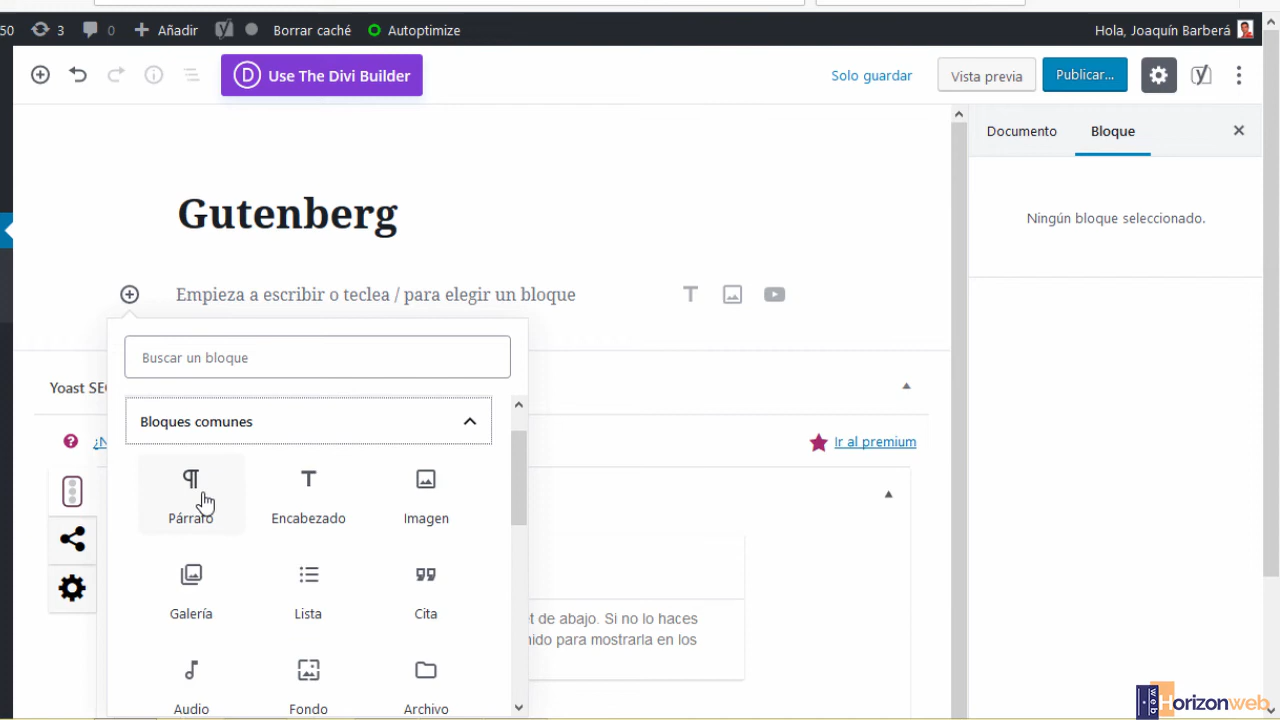 50 3 0 Añadir Borrar caché Autoptimize Hola, Joaquín Barberá
D Use The Divi Builder Solo guardar Vista previa Publicar...
Documento Bloque
Ningún bloque seleccionado.
Gutenberg
Empieza a escribir o teclea / para elegir un bloque
Buscar un bloque
Yoast SE
Bloques comunes
¿N
Ir al premium
Párrafo Encabezado Imagen
Galería Lista Cita
t de abajo. Si no lo haces
nido para mostrarla en los
Audio Fondo Archivo
web Horizonweb